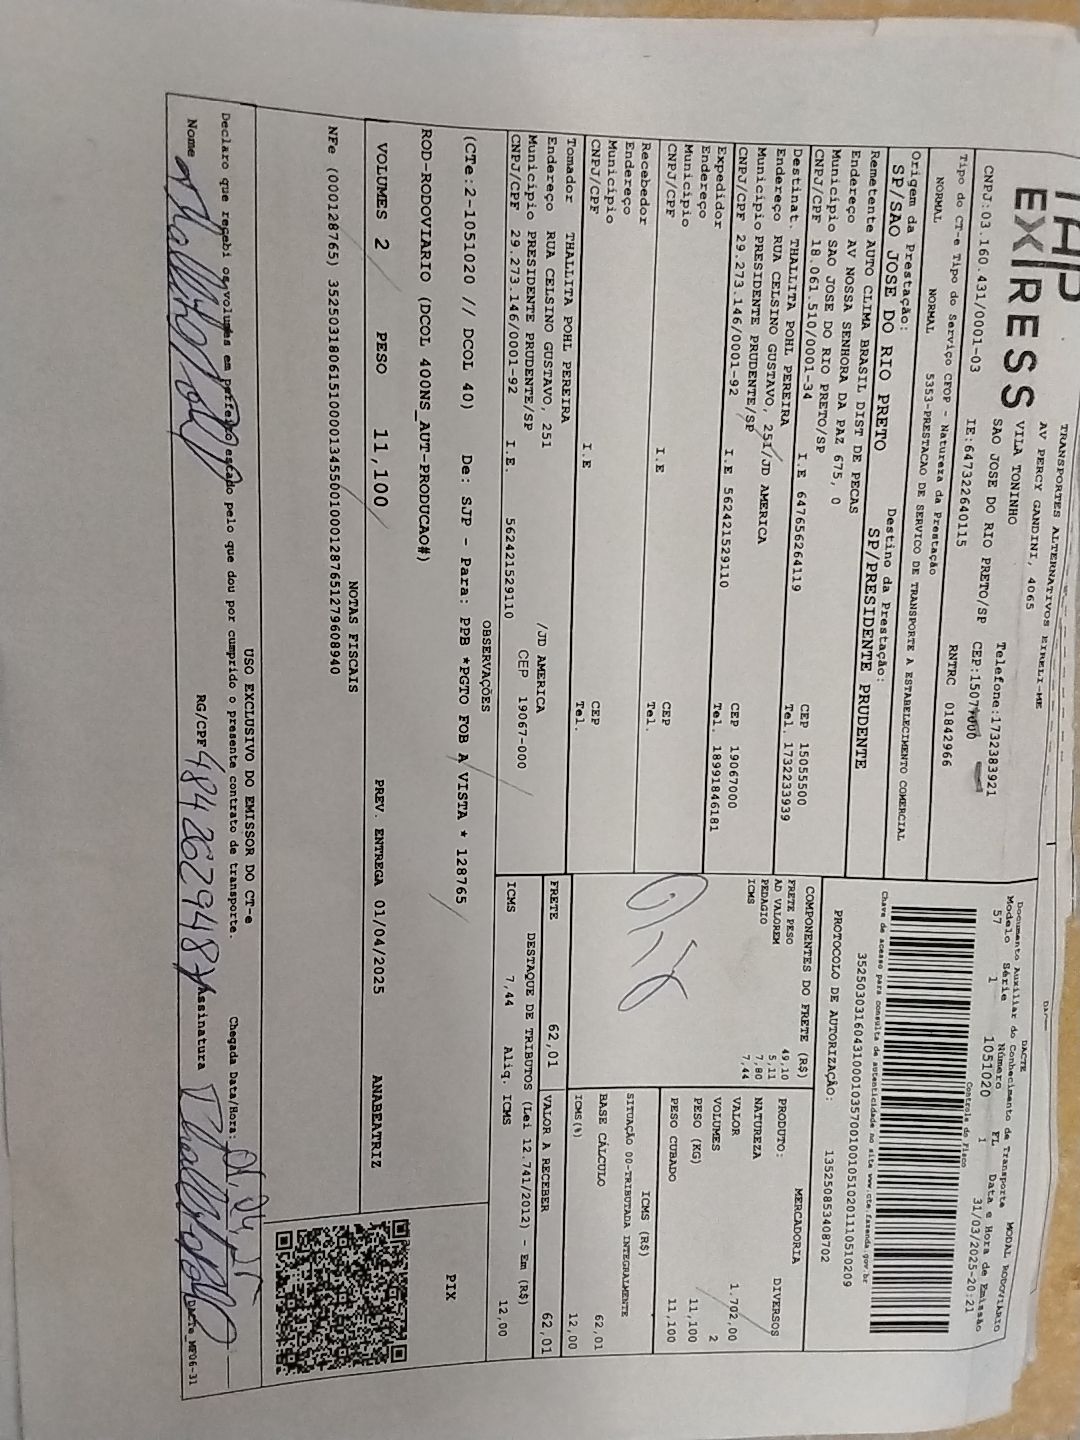 TAP
EXPRESS
TRANSPORTES ALTERNATIVOS EIRELI-ME
AV PERCY GANDINI, 4065
VILA TONINHO
SAO JOSE DO RIO PRETO/SP CEP:15077000
Telefone:1732383921
CNPJ:03.160.431/0001-03 IE:647322640115 RNTRC 01842966
Tipo do CT-e Tipo do Serviço CFOP - Natureza da Prestação
NORMAL NORMAL 5353-PRESTACAO DE SERVICO DE TRANSPORTE A ESTABELECIMENTO COMERCIAL
Origem da Prestação: Destino da Prestação:
SP/SAO JOSE DO RIO PRETO SP/PRESIDENTE PRUDENTE
Remetente AUTO CLIMA BRASIL DIST DE PECAS
Endereço AV NOSSA SENHORA DA PAZ 675, 0
Município SAO JOSE DO RIO PRETO/SP CEP 15055500
CNPJ/CPF 18.061.510/0001-34 I.E 647656264119 Tel. 1732233939
Destinat. THALLITA POHL PEREIRA
Endereço RUA CELSINO GUSTAVO, 251/JD AMERICA
Município PRESIDENTE PRUDENTE/SP CEP 19067000
CNPJ/CPF 29.273.146/0001-92 I.E 562421529110 Tel. 18991846181
Expedidor
Endereço
Município CEP
CNPJ/CPF I.E Tel.
Recebedor
Endereço
Município CEP
CNPJ/CPF I.E Tel.
Tomador THALLITA POHL PEREIRA
Endereço RUA CELSINO GUSTAVO, 251 /JD AMERICA
Município PRESIDENTE PRUDENTE/SP CEP 19067-000
CNPJ/CPF 29.273.146/0001-92 I.E. 562421529110
DACTE
Documento Auxiliar do Conhecimento de Transporte MODAL RODOVIÁRIO
Modelo Série Número FL Data e Hora de Emissão
57 1 1051020 1 31/03/2025-20:21
Controle do Fisco
Chave de acesso para consulta de autenticidade no site www.cte.fazenda.gov.br
35250303160431000103570010010510201110510209
PROTOCOLO DE AUTORIZAÇÃO: 135250853408702
COMPONENTES DO FRETE (R$)
FRETE PESO 49,10
AD VALOREM 5,11
PEDAGIO 7,80
ICMS 7,44
MERCADORIA
PRODUTO: DIVERSOS
NATUREZA
VALOR 1.702,00
VOLUMES 2
PESO (KG) 11,100
PESO CUBADO 11,100
ICMS (R$)
SITUAÇÃO 00-TRIBUTADA INTEGRALMENTE
BASE CÁLCULO 62,01
ICMS(%) 12,00
FRETE 62,01 VALOR A RECEBER 62,01
DESTAQUE DE TRIBUTOS (Lei 12.741/2012) - Em (R$)
ICMS 7,44 Aliq. ICMS 12,00
OBSERVAÇÕES
(CTe:2-1051020 // DCOL 40) De: SJP - Para: PPB *PGTO FOB A VISTA * 128765
ROD-RODOVIARIO (DCOL 400NS_AUT-PRODUCAO#)
PIX
VOLUMES 2 PESO 11,100 PREV. ENTREGA 01/04/2025 ANABEATRIZ
NOTAS FISCAIS
NFe (000128765) 35250318061510000134550010001287651279608940
USO EXCLUSIVO DO EMISSOR DO CT-e
Declaro que recebi os volumes em perfeito estado pelo que dou por cumprido o presente contrato de transporte. Chegada Data/Hora:
Nome RG/CPF Assinatura